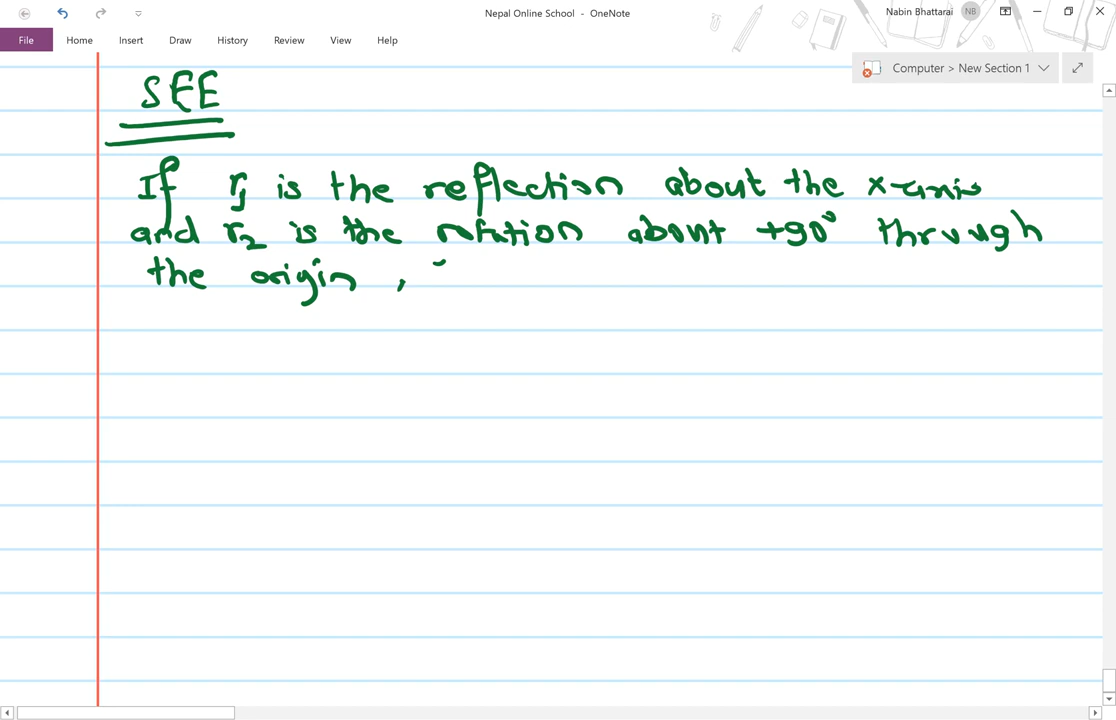 Nepal Online School - OneNote
Nabin Bhattarai NB
File Home Insert Draw History Review View Help
Computer > New Section 1
SEE
If r1 is the reflection about the x-axis
and r2 is the rotation about +90° through
the origin ,